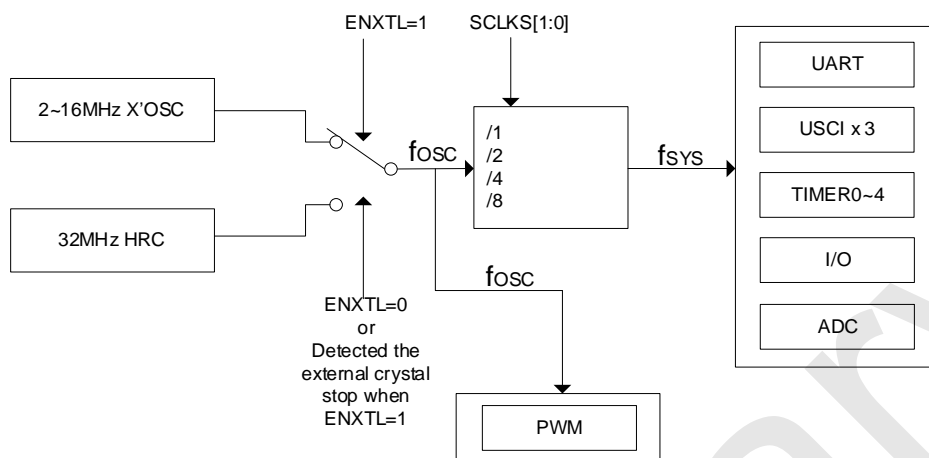 ENXTL=1
SCLKS[1:0]
2~16MHz X'OSC
32MHz HRC
/1
/2
/4
/8
fOSC
fSYS
fOSC
ENXTL=0
or
Detected the
external crystal
stop when
ENXTL=1
UART
USCI x 3
TIMER0~4
I/O
ADC
PWM